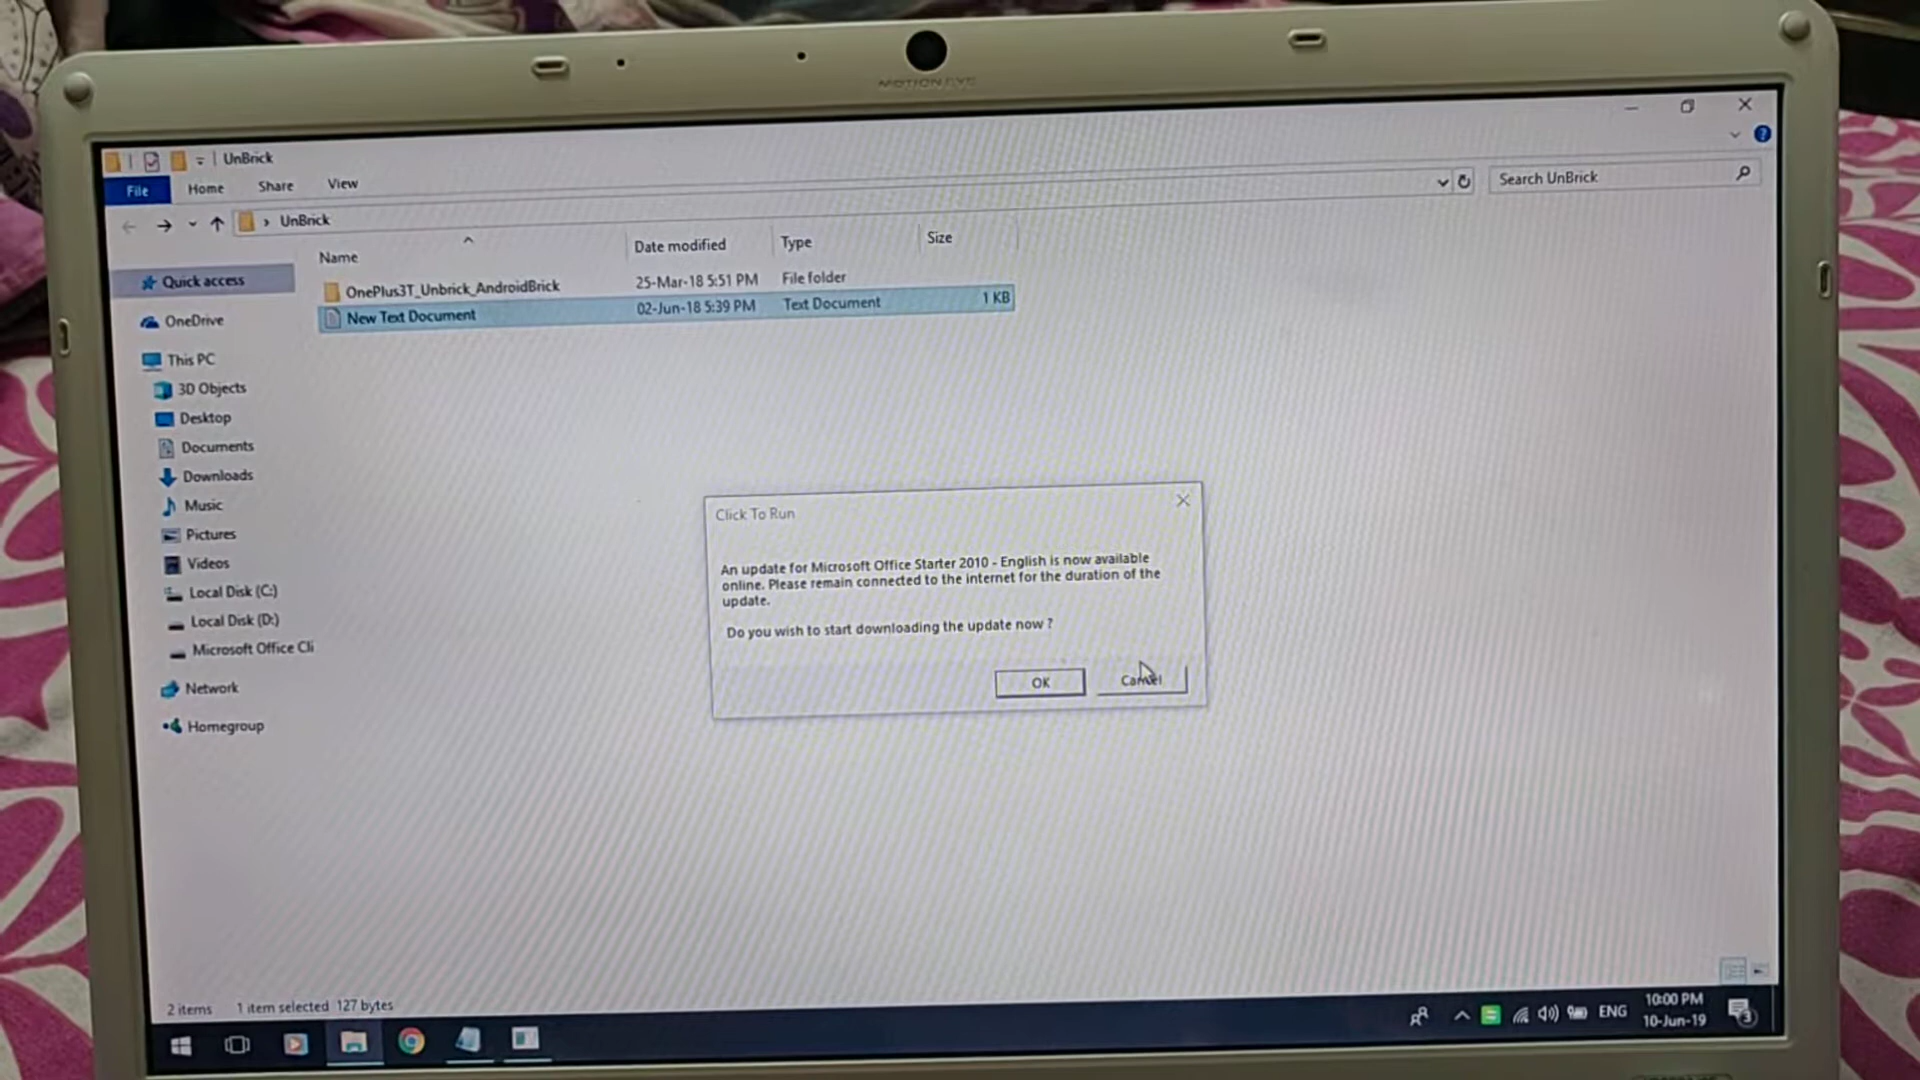 MOTION EYE
UnBrick
File Home Share View
UnBrick
Search UnBrick
Name Date modified Type Size
OnePlus3T_Unbrick_AndroidBrick 25-Mar-18 5:51 PM File folder
New Text Document 02-Jun-18 5:39 PM Text Document 1 KB
Quick access
OneDrive
This PC
3D Objects
Desktop
Documents
Downloads
Music
Pictures
Videos
Local Disk (C:)
Local Disk (D:)
Microsoft Office Cli
Network
Homegroup
Click To Run
An update for Microsoft Office Starter 2010 - English is now available
online. Please remain connected to the internet for the duration of the
update.
Do you wish to start downloading the update now ?
OK Cancel
2 items 1 item selected 127 bytes
ENG
10:00 PM
10-Jun-19
3